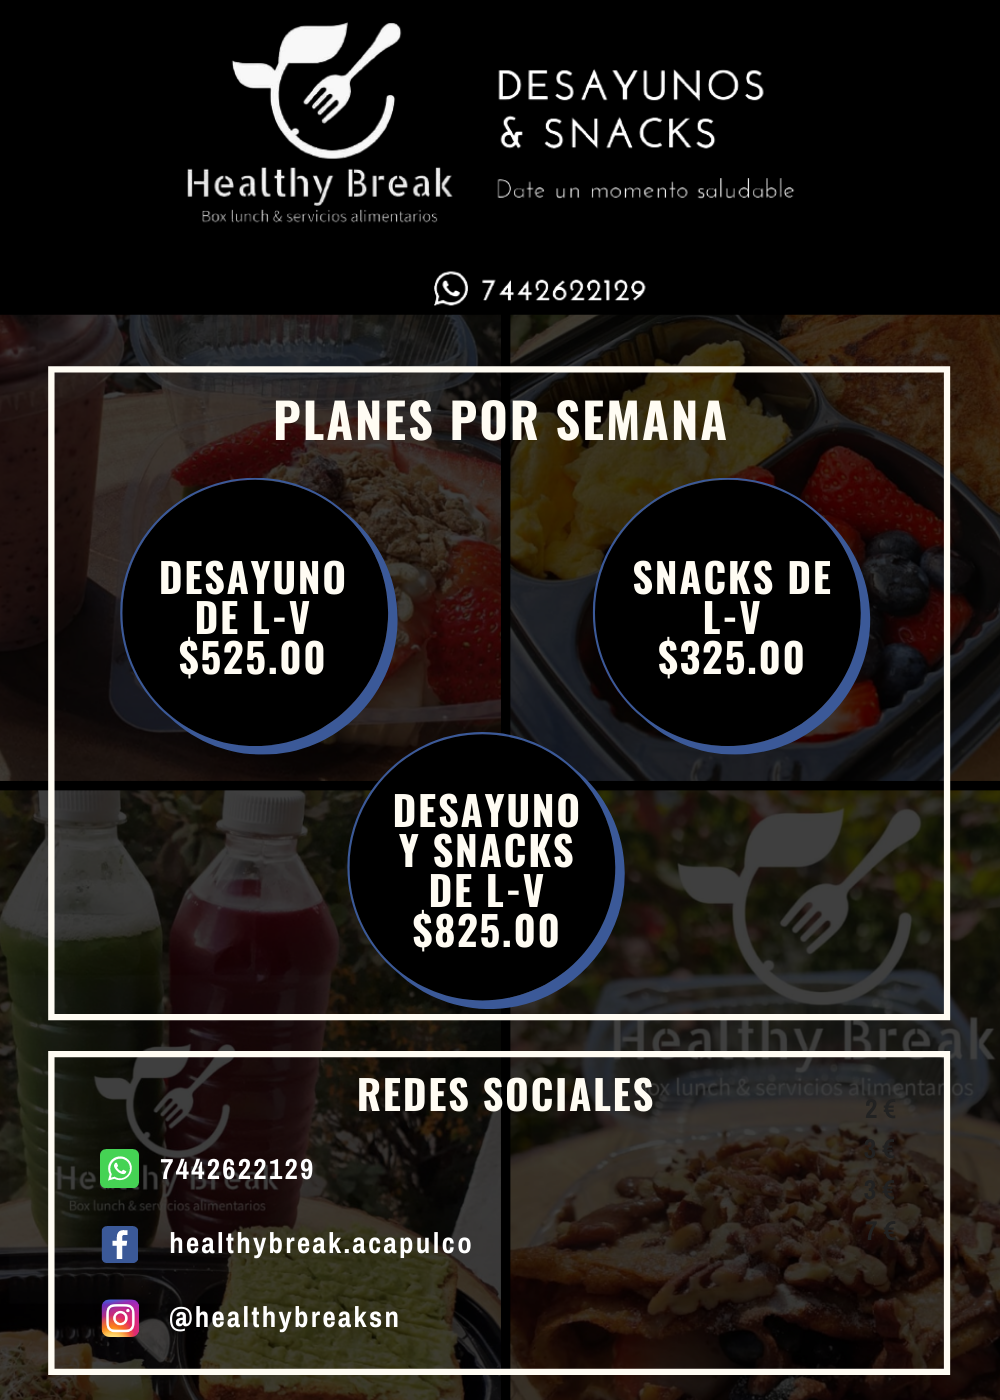 Healthy Break
Box lunch & servicios alimentarios
DESAYUNOS
& SNACKS
Date un momento saludable
7442622129
PLANES POR SEMANA
DESAYUNO
DE L-V
$525.00
SNACKS DE
L-V
$325.00
DESAYUNO
Y SNACKS
DE L-V
$825.00
Healthy Break
Box lunch & servicios alimentarios
REDES SOCIALES
2 €
7442622129
Healthy Break
Box lunch & servicios alimentarios
healthybreak.acapulco
@healthybreaksn